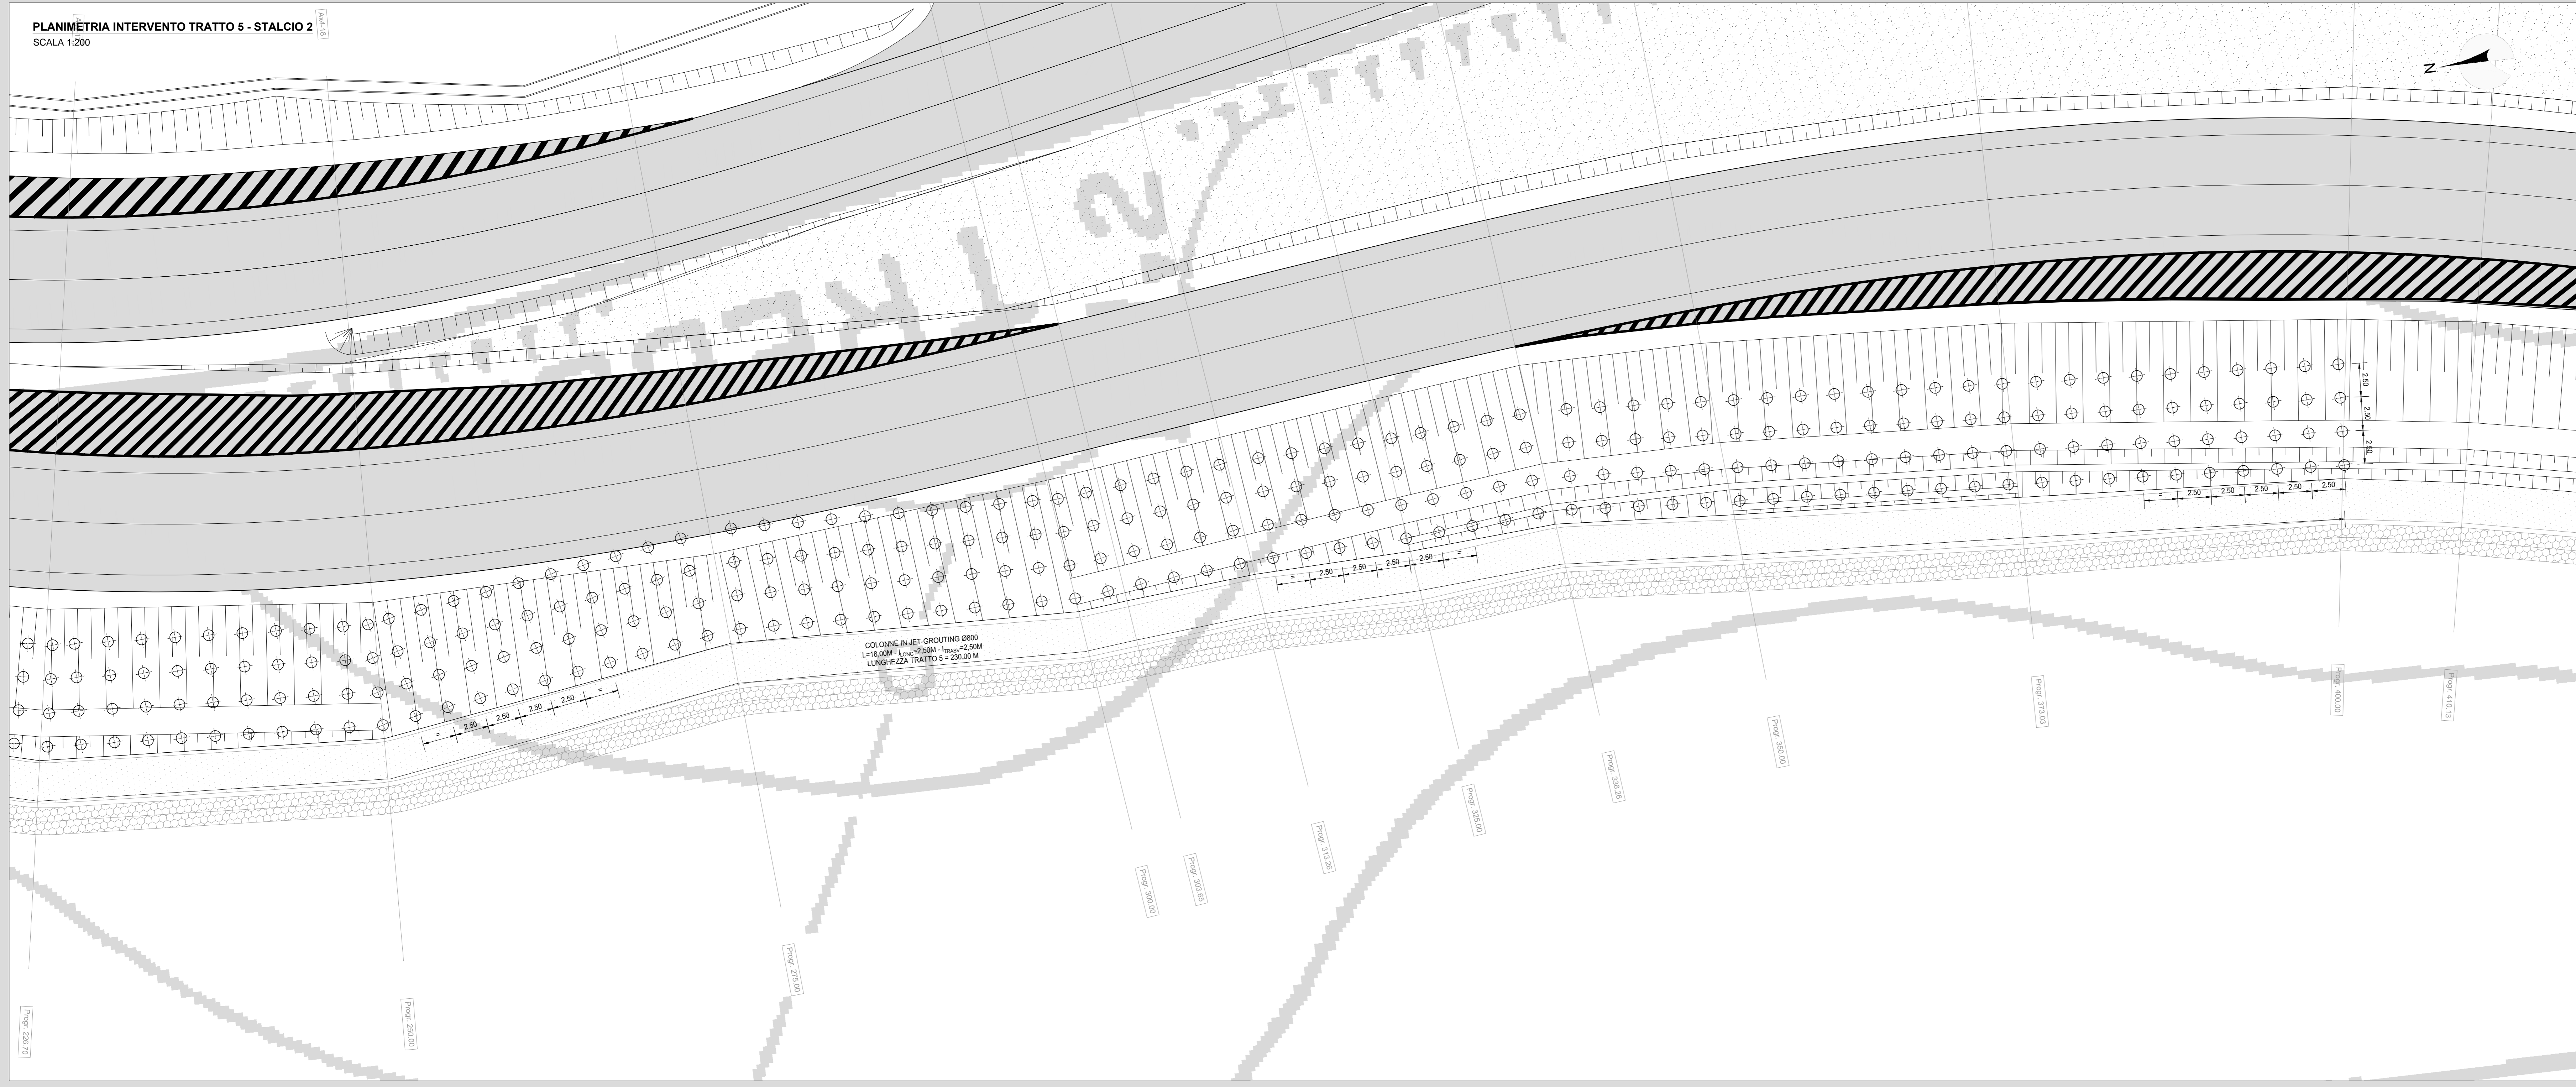 PLANIMETRIA INTERVENTO TRATTO 5 - STALCIO 2
SCALA 1:200
N
2.50
2.50
2.50
= 2.50 2.50 2.50 2.50 2.50
= 2.50 2.50 2.50 2.50 =
COLONNE IN JET-GROUTING Ø800
L=18,00M - ILONG=2,50M - ITRASV=2,50M
LUNGHEZZA TRATTO 5 = 230,00 M
= 2.50 2.50 2.50 2.50 =
Progr. 226.70
Progr. 250.00
Progr. 275.00
Progr. 300.00
Progr. 303.65
Progr. 313.26
Progr. 325.00
Progr. 336.26
Progr. 350.00
Progr. 373.03
Progr. 400.00
Progr. 410.13